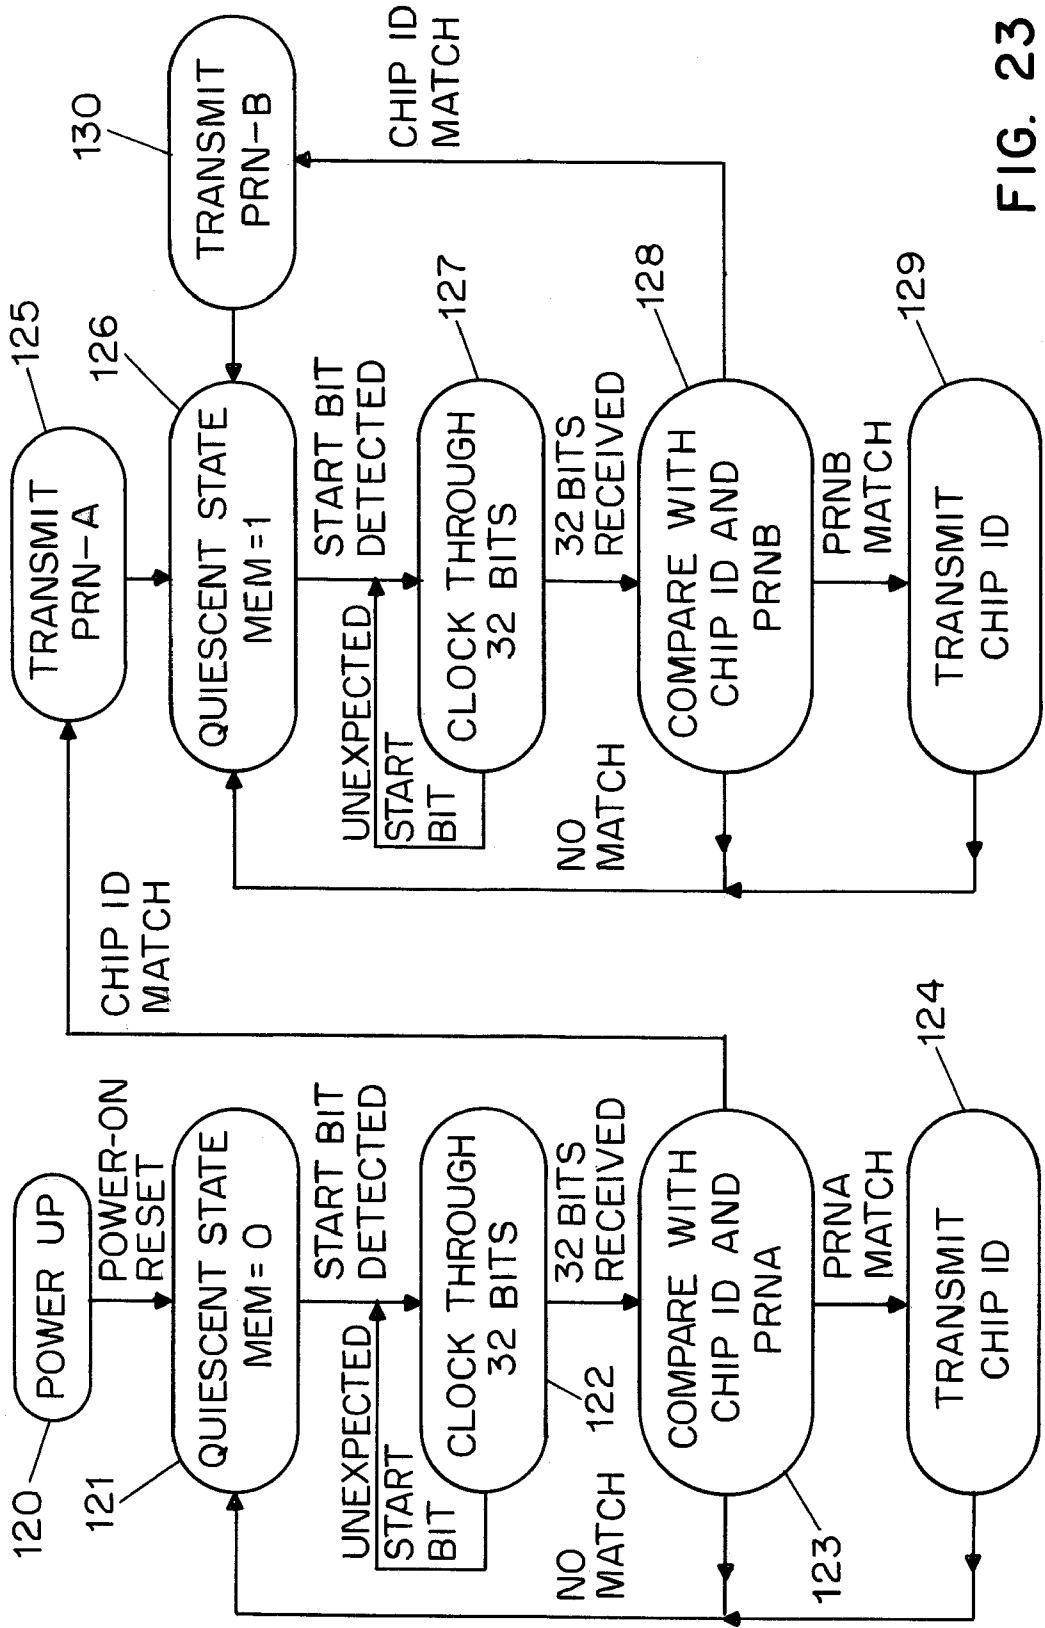 120
POWER UP
POWER-ON
RESET
121
QUIESCENT STATE
MEM=0
START BIT
DETECTED
UNEXPECTED
START
BIT
CLOCK THROUGH
32 BITS
122
32 BITS
RECEIVED
COMPARE WITH
CHIP ID AND
PRNA
123
NO
MATCH
PRNA
MATCH
TRANSMIT
CHIP ID
124
CHIP ID
MATCH
TRANSMIT
PRN-A
125
QUIESCENT STATE
MEM=1
126
START BIT
DETECTED
UNEXPECTED
START
BIT
CLOCK THROUGH
32 BITS
127
32 BITS
RECEIVED
COMPARE WITH
CHIP ID AND
PRNB
128
NO
MATCH
PRNB
MATCH
TRANSMIT
CHIP ID
129
130
TRANSMIT
PRN-B
CHIP ID
MATCH
FIG. 23